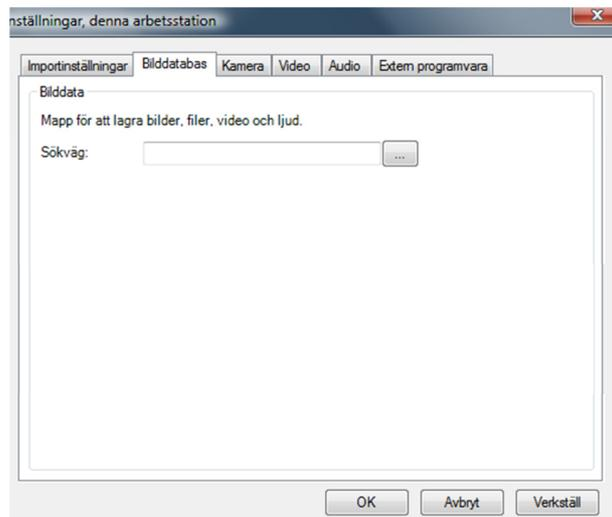 nställningar, denna arbetsstation
Importinställningar Bilddatabas Kamera Video Audio Extern programvara
Bilddata
Mapp för att lagra bilder, filer, video och ljud.
Sökväg: ...
OK Avbryt Verkställ